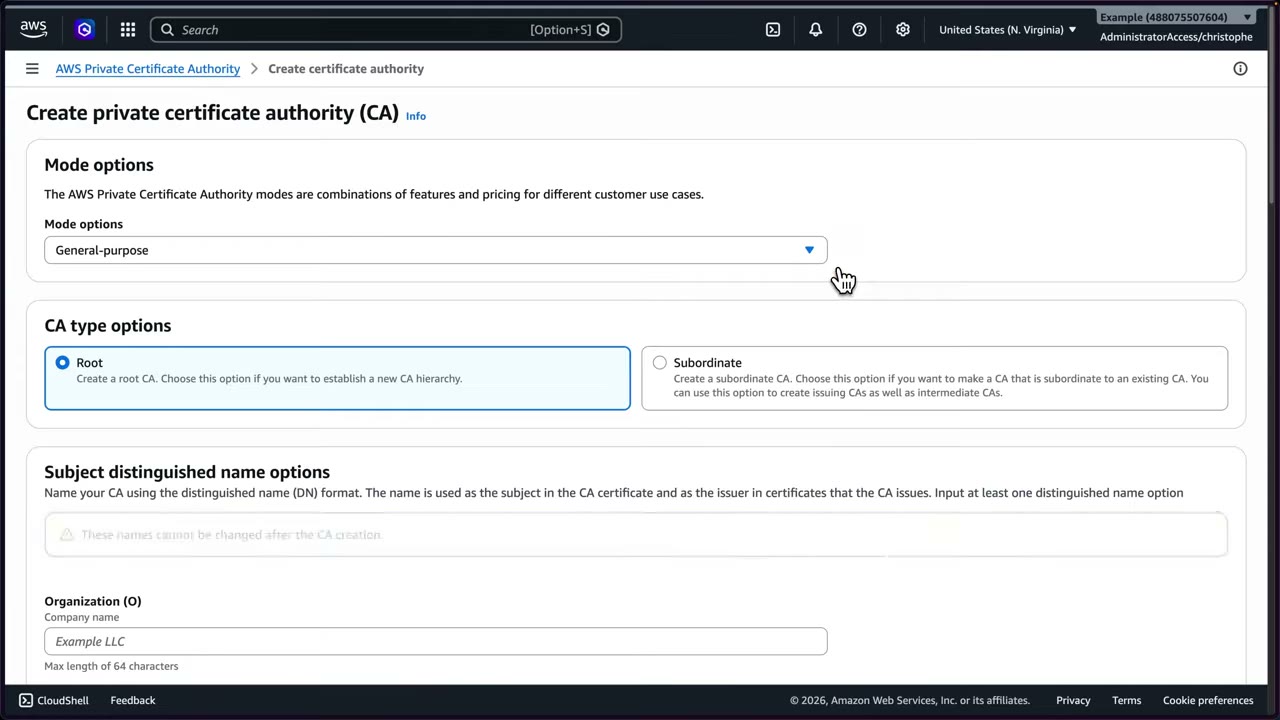 aws
Search [Option+S]
United States (N. Virginia)
Example (488075507604)
AdministratorAccess/christophe
AWS Private Certificate Authority > Create certificate authority
Create private certificate authority (CA) Info
Mode options
The AWS Private Certificate Authority modes are combinations of features and pricing for different customer use cases.
Mode options
General-purpose
CA type options
Root
Create a root CA. Choose this option if you want to establish a new CA hierarchy.
Subordinate
Create a subordinate CA. Choose this option if you want to make a CA that is subordinate to an existing CA. You
can use this option to create issuing CAs as well as intermediate CAs.
Subject distinguished name options
Name your CA using the distinguished name (DN) format. The name is used as the subject in the CA certificate and as the issuer in certificates that the CA issues. Input at least one distinguished name option
These names cannot be changed after the CA creation.
Organization (O)
Company name
Example LLC
Max length of 64 characters
CloudShell Feedback © 2026, Amazon Web Services, Inc. or its affiliates. Privacy Terms Cookie preferences